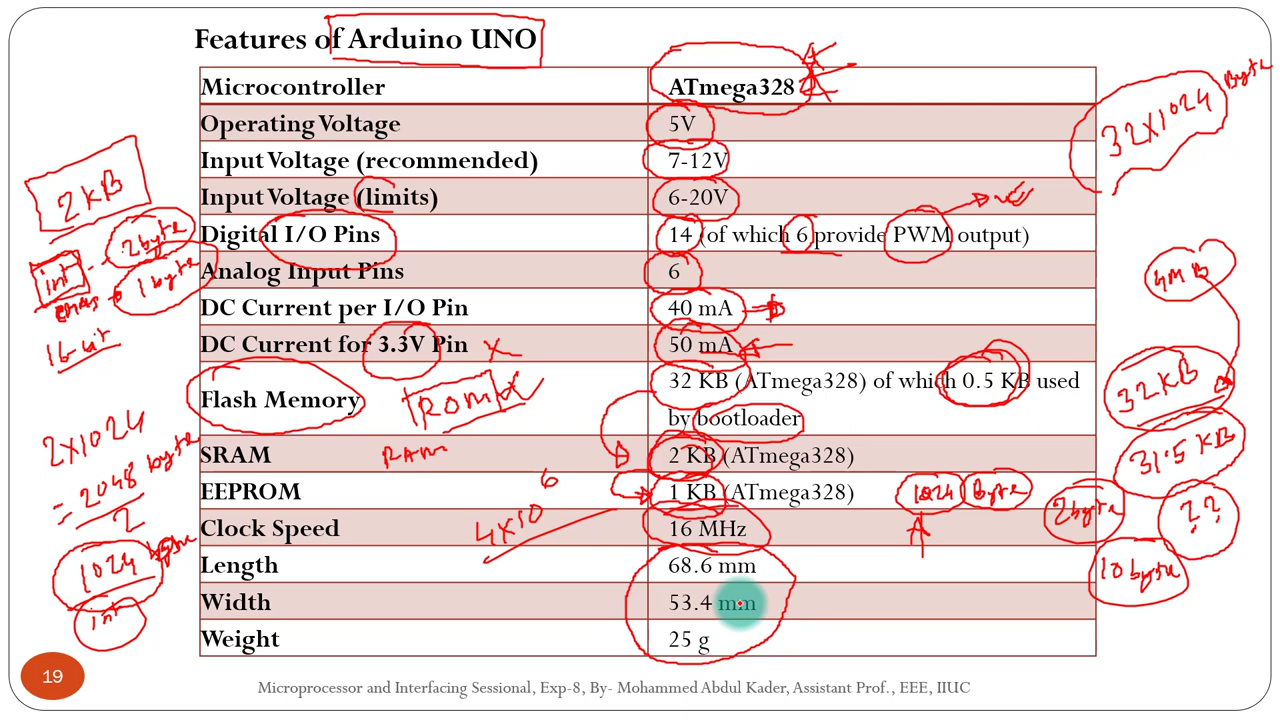 Features of Arduino UNO
Microcontroller ATmega328
Operating Voltage 5V
Input Voltage (recommended) 7-12V
Input Voltage (limits) 6-20V
Digital I/O Pins 14 (of which 6 provide PWM output)
Analog Input Pins 6
DC Current per I/O Pin 40 mA
DC Current for 3.3V Pin 50 mA
Flash Memory 32 KB (ATmega328) of which 0.5 KB used
by bootloader
SRAM 2 KB (ATmega328)
EEPROM 1 KB (ATmega328)
Clock Speed 16 MHz
Length 68.6 mm
Width 53.4 mm
Weight 25 g
32X1024 Byte
2KB
int 2byte
1 byte
16-bit
4MB
ROM
32KB
31.5 KB
2X1024
= 2048 byte
2
1024
int
RAM
4X10 6
1024 Byte
2byte
??
10 byte
19
Microprocessor and Interfacing Sessional, Exp-8, By- Mohammed Abdul Kader, Assistant Prof., EEE, IIUC